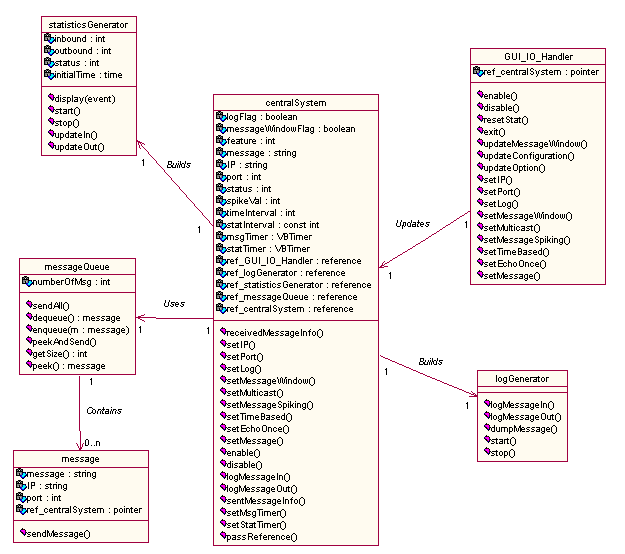 statisticsGenerator
inbound : int
outbound : int
status : int
initialTime : time
display(event)
start()
stop()
updateIn()
updateOut()
1
Builds
1
centralSystem
logFlag : boolean
messageWindowFlag : boolean
feature : int
message : string
IP : string
port : int
status : int
spikeVal : int
timeInterval : int
statInterval : const int
msgTimer : VBTimer
statTimer : VBTimer
ref_GUI_IO_Handler : reference
ref_logGenerator : reference
ref_statisticsGenerator : reference
ref_messageQueue : reference
ref_centralSystem : reference
receivedMessageInfo()
setIP()
setPort()
setLog()
setMessageWindow()
setMulticast()
setMessageSpiking()
setTimeBased()
setEchoOnce()
setMessage()
enable()
disable()
logMessageIn()
logMessageOut()
sentMessageInfo()
setMsgTimer()
setStatTimer()
passReference()
GUI_IO_Handler
ref_centralSystem : pointer
enable()
disable()
resetStat()
exit()
updateMessageWindow()
updateConfiguration()
updateOption()
setIP()
setPort()
setLog()
setMessageWindow()
setMulticast()
setMessageSpiking()
setTimeBased()
setEchoOnce()
setMessage()
Updates
1
1
messageQueue
numberOfMsg : int
sendAll()
dequeue() : message
enqueue(m : message)
peekAndSend()
getSize() : int
peek() : message
Uses
1
1
1
Contains
0..n
message
message : string
IP : string
port : int
ref_centralSystem : pointer
sendMessage()
Builds
1
1
logGenerator
logMessageIn()
logMessageOut()
dumpMessage()
start()
stop()